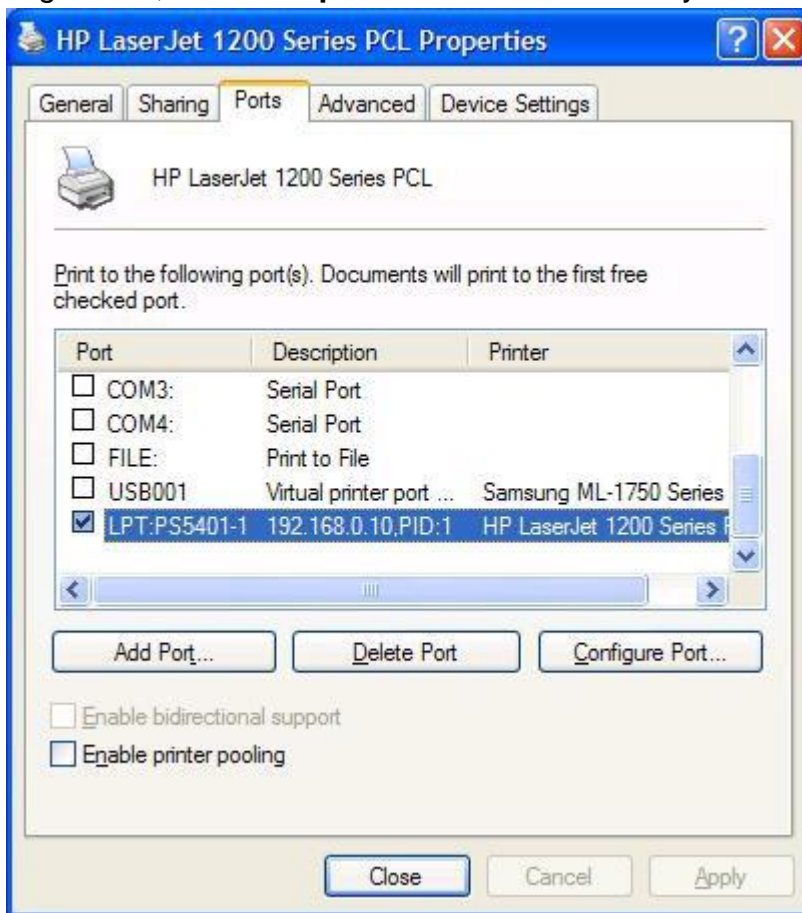 HP LaserJet 1200 Series PCL Properties
General Sharing Ports Advanced Device Settings
HP LaserJet 1200 Series PCL
Print to the following port(s). Documents will print to the first free
checked port.
Port Description Printer
COM3: Serial Port
COM4: Serial Port
FILE: Print to File
USB001 Virtual printer port ... Samsung ML-1750 Series
LPT:PS5401-1 192.168.0.10,PID:1 HP LaserJet 1200 Series
Add Port... Delete Port Configure Port...
Enable bidirectional support
Enable printer pooling
Close Cancel Apply